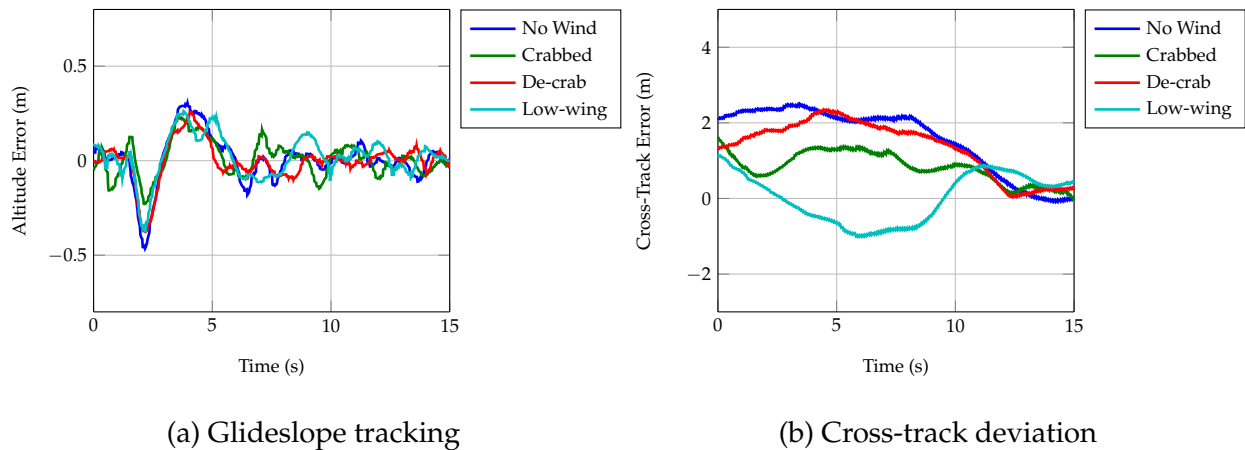 No Wind
Crabbed
De-crab
Low-wing
0.5
0
−0.5
0
5
10
15
Altitude Error (m)
Time (s)
(a) Glideslope tracking
No Wind
Crabbed
De-crab
Low-wing
4
2
0
−2
0
5
10
15
Cross-Track Error (m)
Time (s)
(b) Cross-track deviation